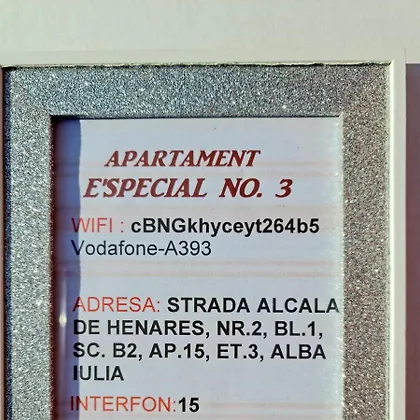 APARTAMENT
E'SPECIAL NO. 3
WIFI : cBNGkhyceyt264b5
Vodafone-A393
ADRESA: STRADA ALCALA
DE HENARES, NR.2, BL.1,
SC. B2, AP.15, ET.3, ALBA
IULIA
INTERFON:15